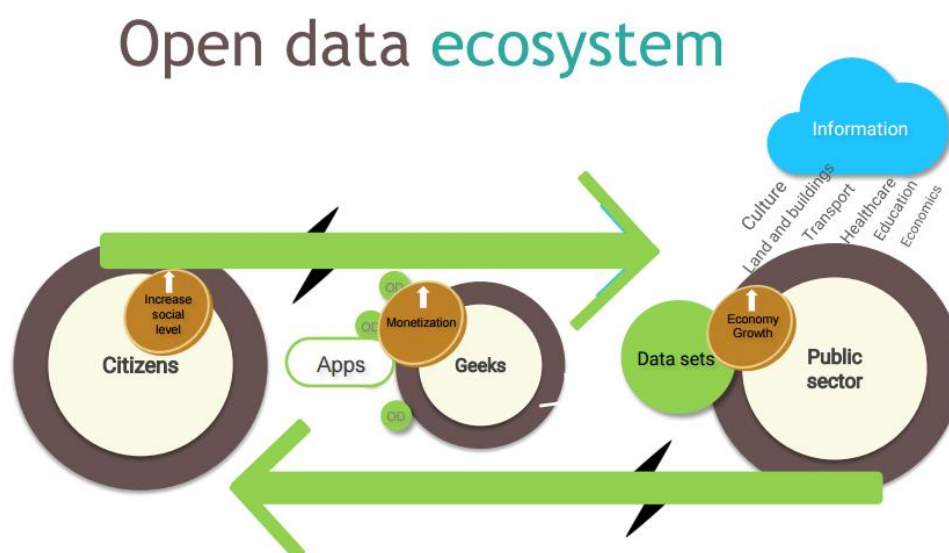 Open data ecosystem
Information
Culture
Land and buildings
Transport
Healthcare
Education
Economics
Increase
social
level
Citizens
OD
OD
Monetization
Apps
Geeks
OD
Data sets
Economy
Growth
Public
sector